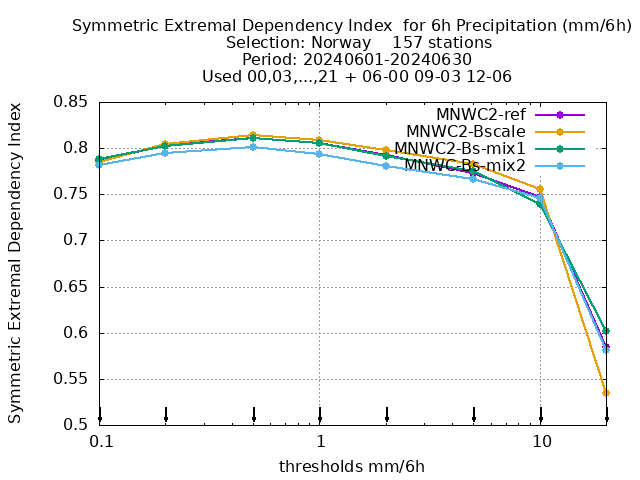 Symmetric Extremal Dependency Index  for 6h Precipitation (mm/6h)
Selection: Norway    157 stations
Period: 20240601-20240630
Used 00,03,...,21 + 06-00 09-03 12-06
Symmetric Extremal Dependency Index
0.85
0.8
0.75
0.7
0.65
0.6
0.55
0.5
MNWC2-ref
MNWC2-Bscale
MNWC2-Bs-mix1
MNWC-Bs-mix2
0.1
1
10
thresholds mm/6h